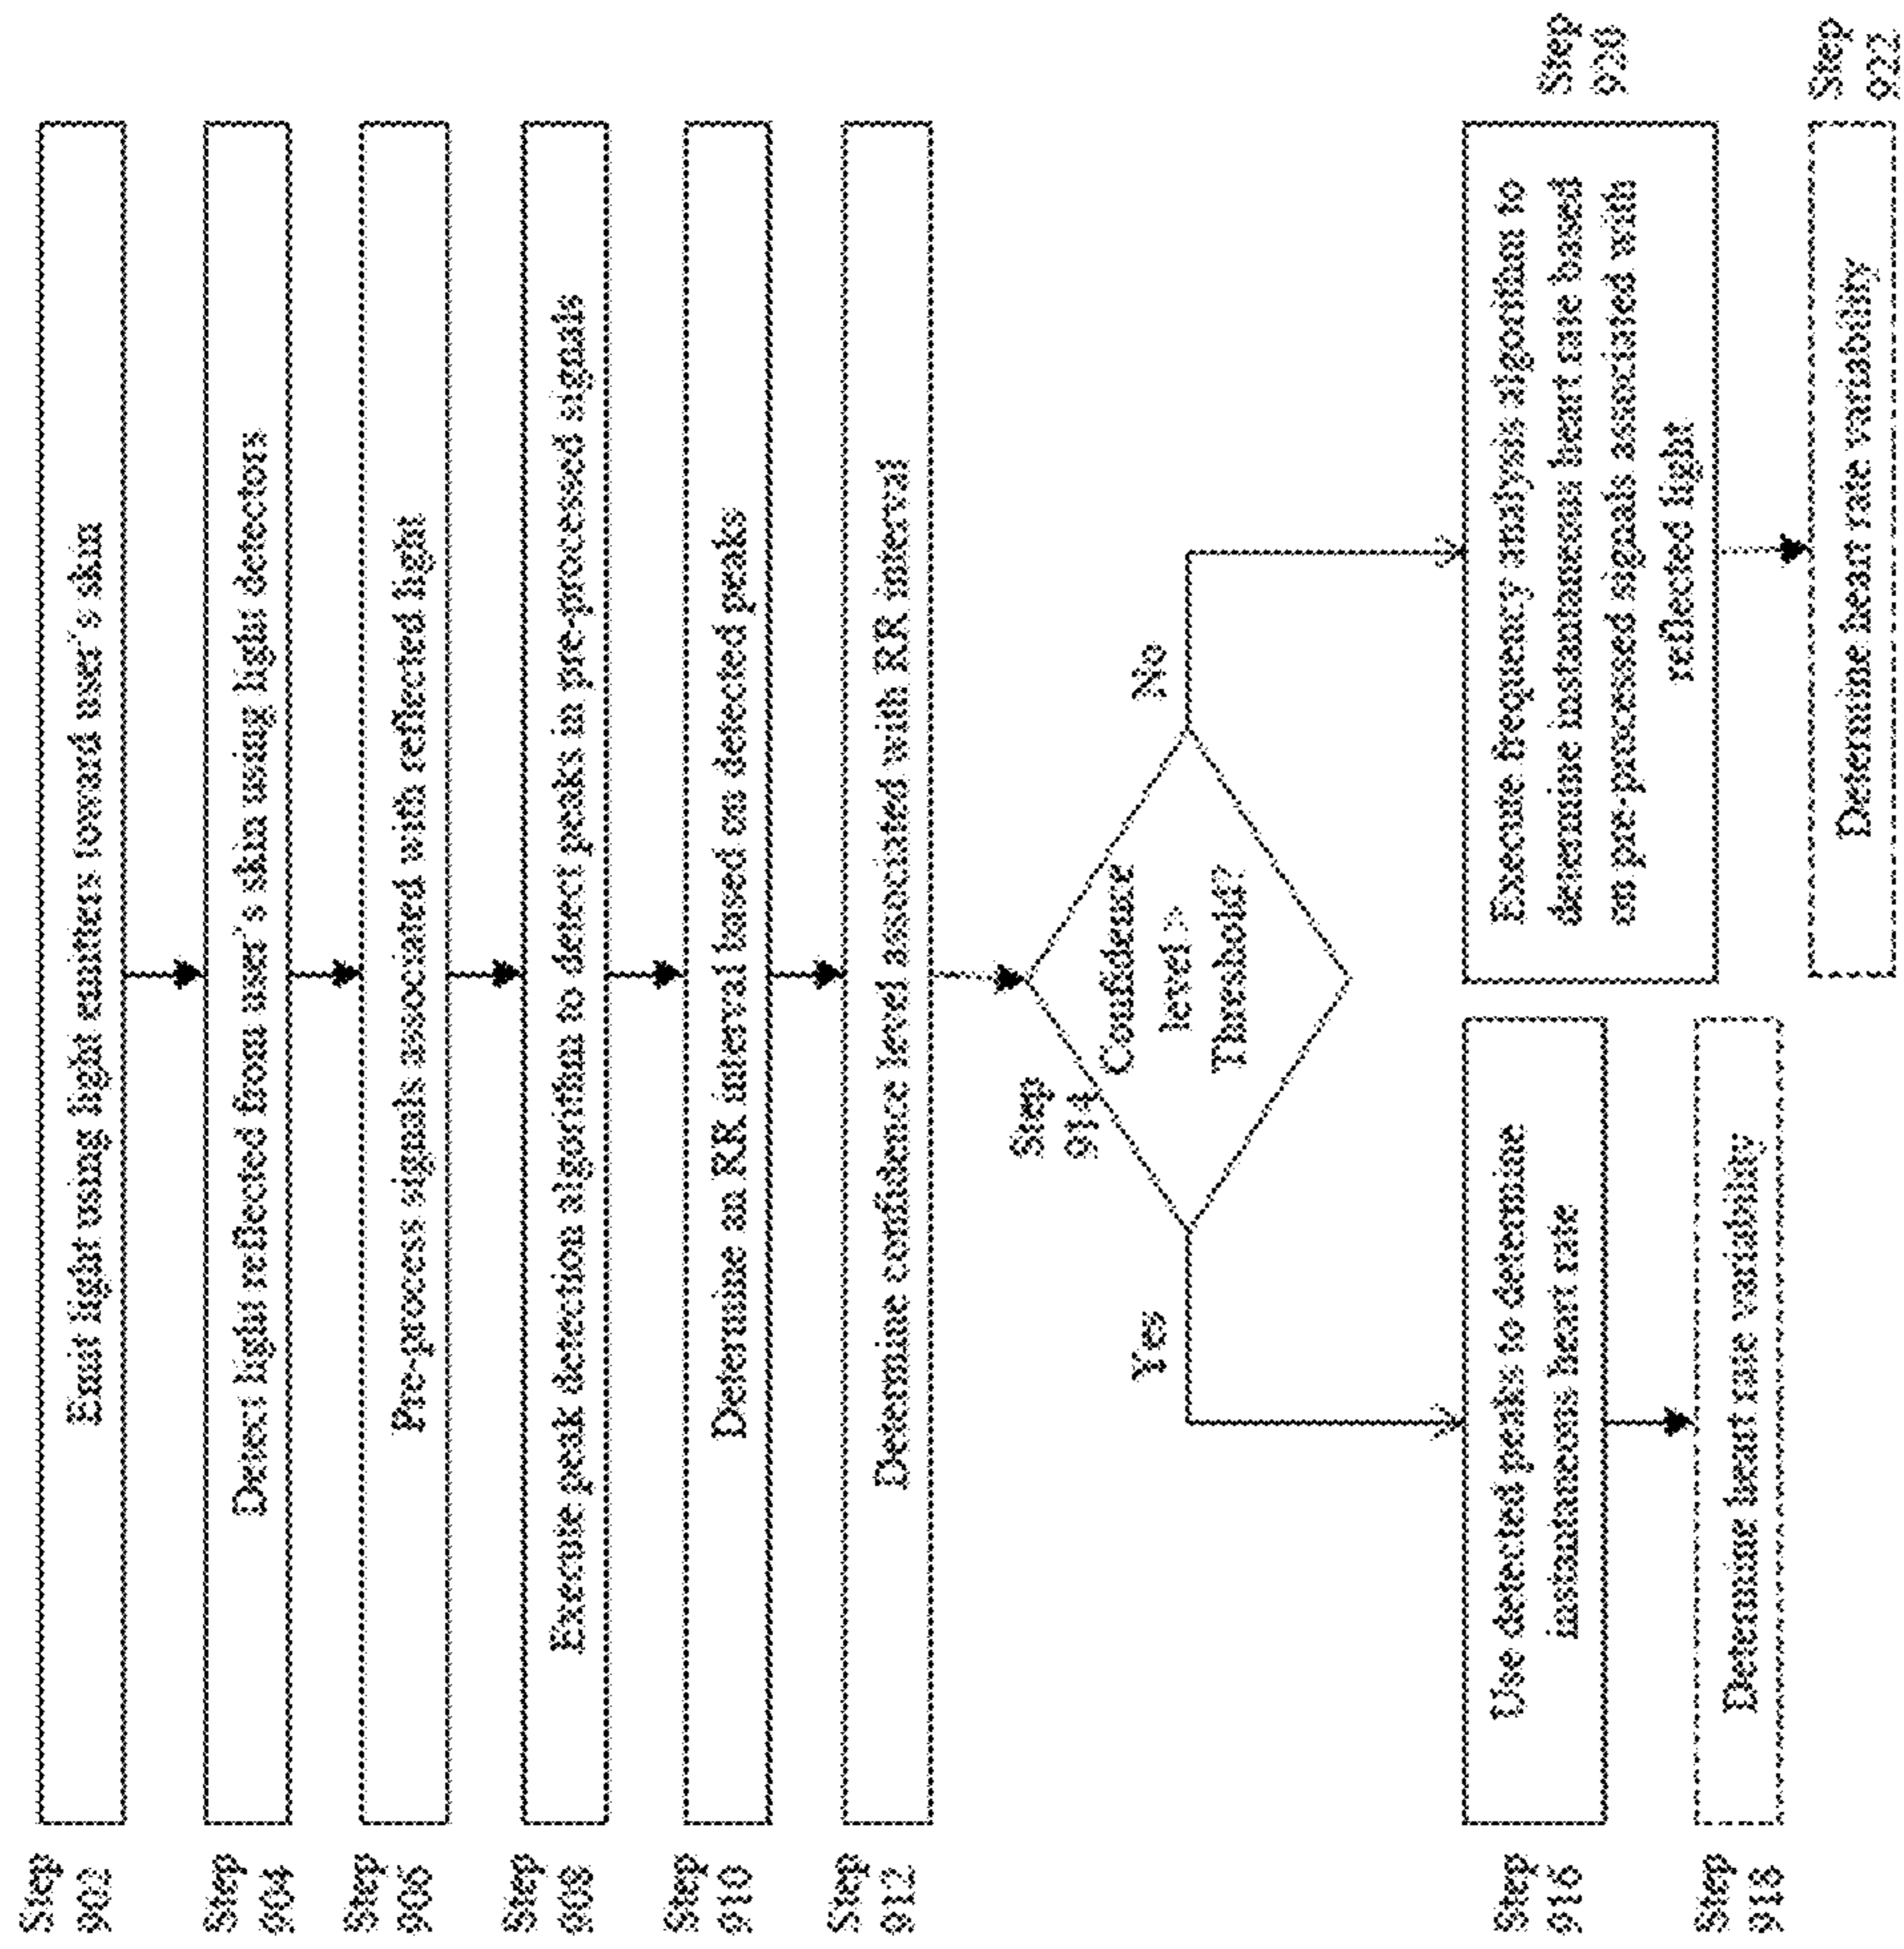 Step
902
Emit light using light emitters toward user's skin
Step
904
Detect light reflected from user's skin using light detectors
Step
906
Pre-process signals associated with reflected light
Step
908
Execute peak detection algorithm to detect peaks in pre-processed signals
Step
910
Determine an RR interval based on detected peaks
Step
912
Determine confidence level associated with RR interval
Step
914
Confidence
level >
Threshold?
Yes
No
Step
916
Use detected peaks to determine
instantaneous heart rate
Step
918
Determine heart rate variability
Step
920
Execute frequency analysis algorithm to
determine instantaneous heart rate based
on pre-processed signals associated with
reflected light
Step
922
Determine heart rate variability